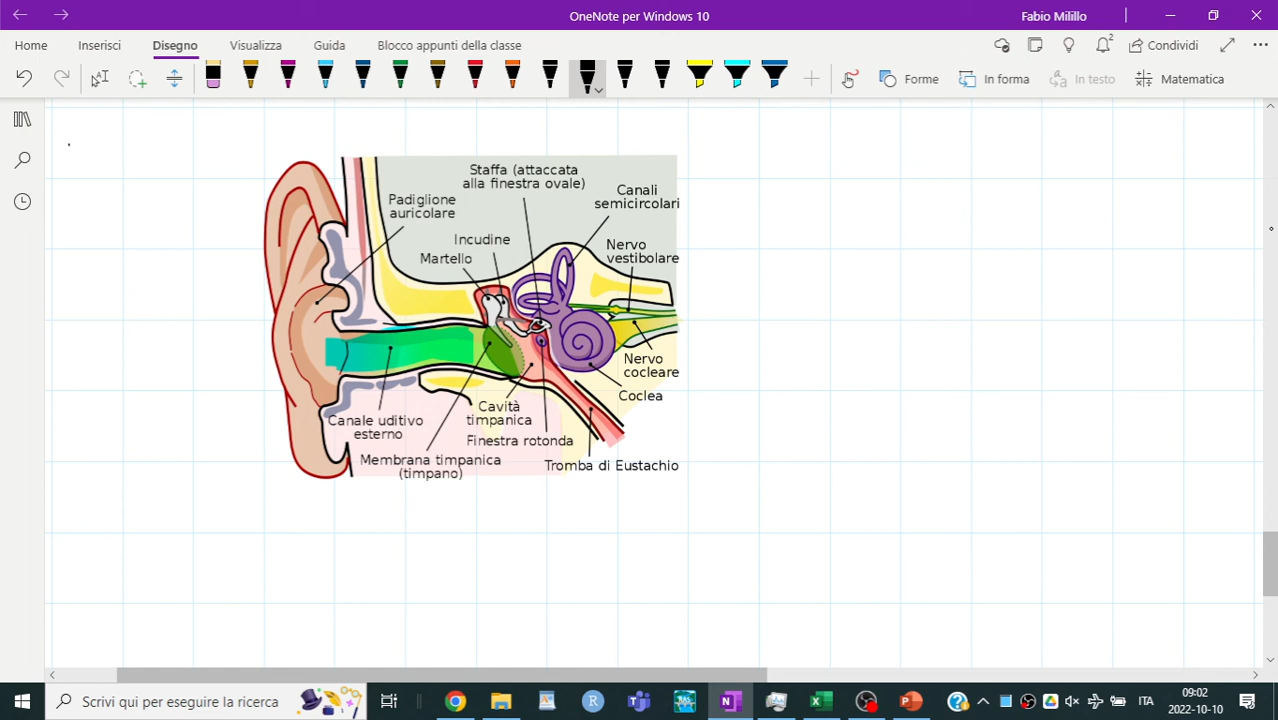 OneNote per Windows 10
Fabio Milillo
Home
Inserisci
Disegno
Visualizza
Guida
Blocco appunti della classe
2
Condividi
Forme
In forma
In testo
Matematica
Staffa (attaccata
alla finestra ovale)
Canali
semicircolari
Padiglione
auricolare
Incudine
Martello
Nervo
vestibolare
Nervo
cocleare
Coclea
Canale uditivo
esterno
Cavità
timpanica
Finestra rotonda
Membrana timpanica
(timpano)
Tromba di Eustachio
Scrivi qui per eseguire la ricerca
ITA
09:02
2022-10-10